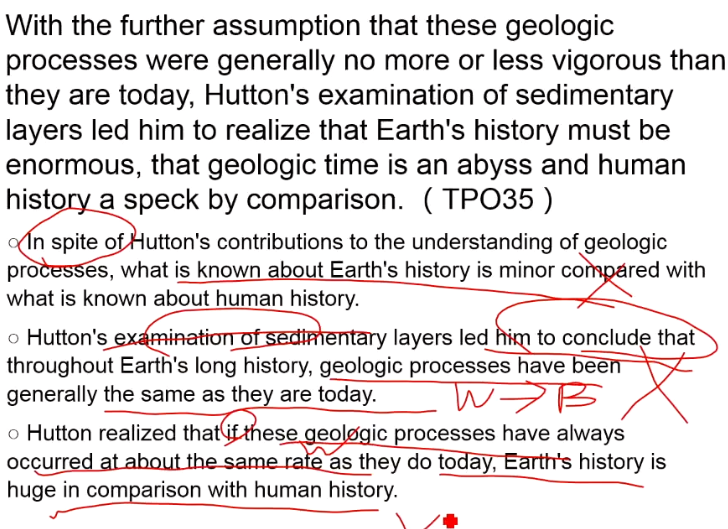 With the further assumption that these geologic
processes were generally no more or less vigorous than
they are today, Hutton's examination of sedimentary
layers led him to realize that Earth's history must be
enormous, that geologic time is an abyss and human
history a speck by comparison. ( TPO35 )
○ In spite of Hutton's contributions to the understanding of geologic
processes, what is known about Earth's history is minor compared with
what is known about human history.
○ Hutton's examination of sedimentary layers led him to conclude that
throughout Earth's long history, geologic processes have been
generally the same as they are today. W → B
○ Hutton realized that if these geologic processes have always
W
occurred at about the same rate as they do today, Earth's history is
huge in comparison with human history.